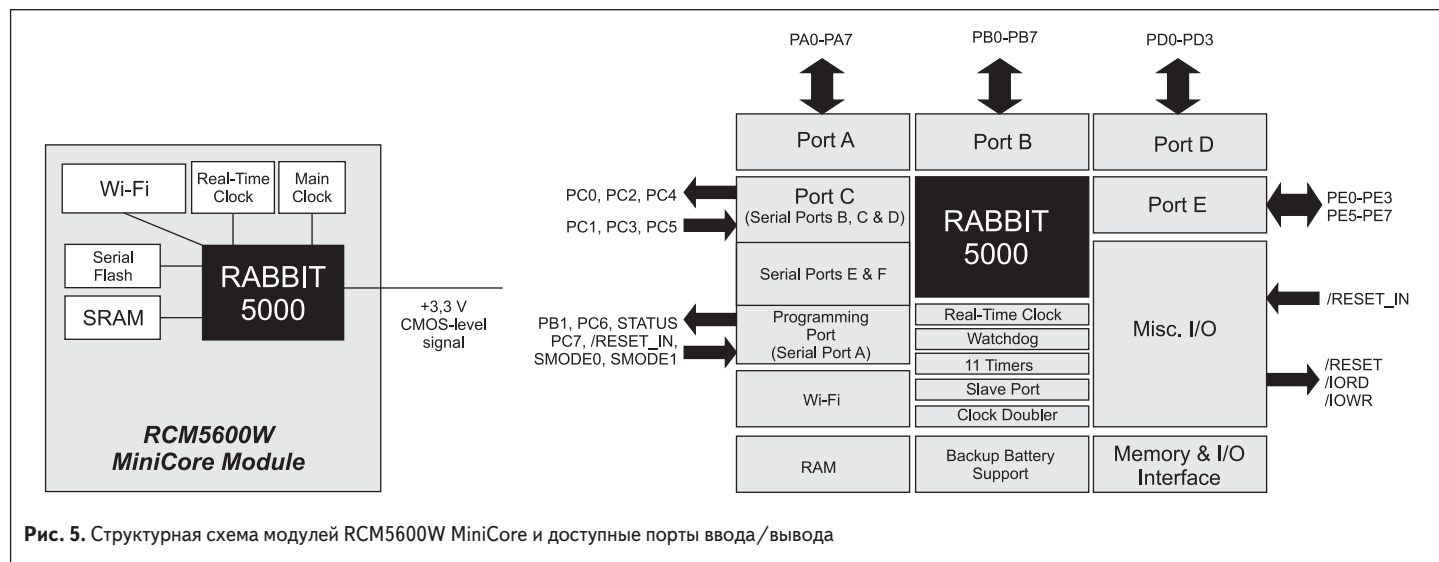 Wi-Fi
Real-Time
Clock
Main
Clock
Serial
Flash
SRAM
RABBIT
5000
+3,3 V
CMOS-level
signal
RCM5600W
MiniCore Module
PA0-PA7
PB0-PB7
PD0-PD3
Port A
Port B
Port D
PC0, PC2, PC4
PC1, PC3, PC5
Port C
(Serial Ports B, C & D)
RABBIT
5000
Port E
PE0-PE3
PE5-PE7
Serial Ports E & F
PB1, PC6, STATUS
PC7, /RESET_IN,
SMODE0, SMODE1
Programming
Port
(Serial Port A)
Real-Time Clock
Watchdog
11 Timers
Slave Port
Clock Doubler
Misc. I/O
/RESET_IN
/RESET
/IORD
/IOWR
Wi-Fi
RAM
Backup Battery
Support
Memory & I/O
Interface
Рис. 5. Структурная схема модулей RCM5600W MiniCore и доступные порты ввода/вывода